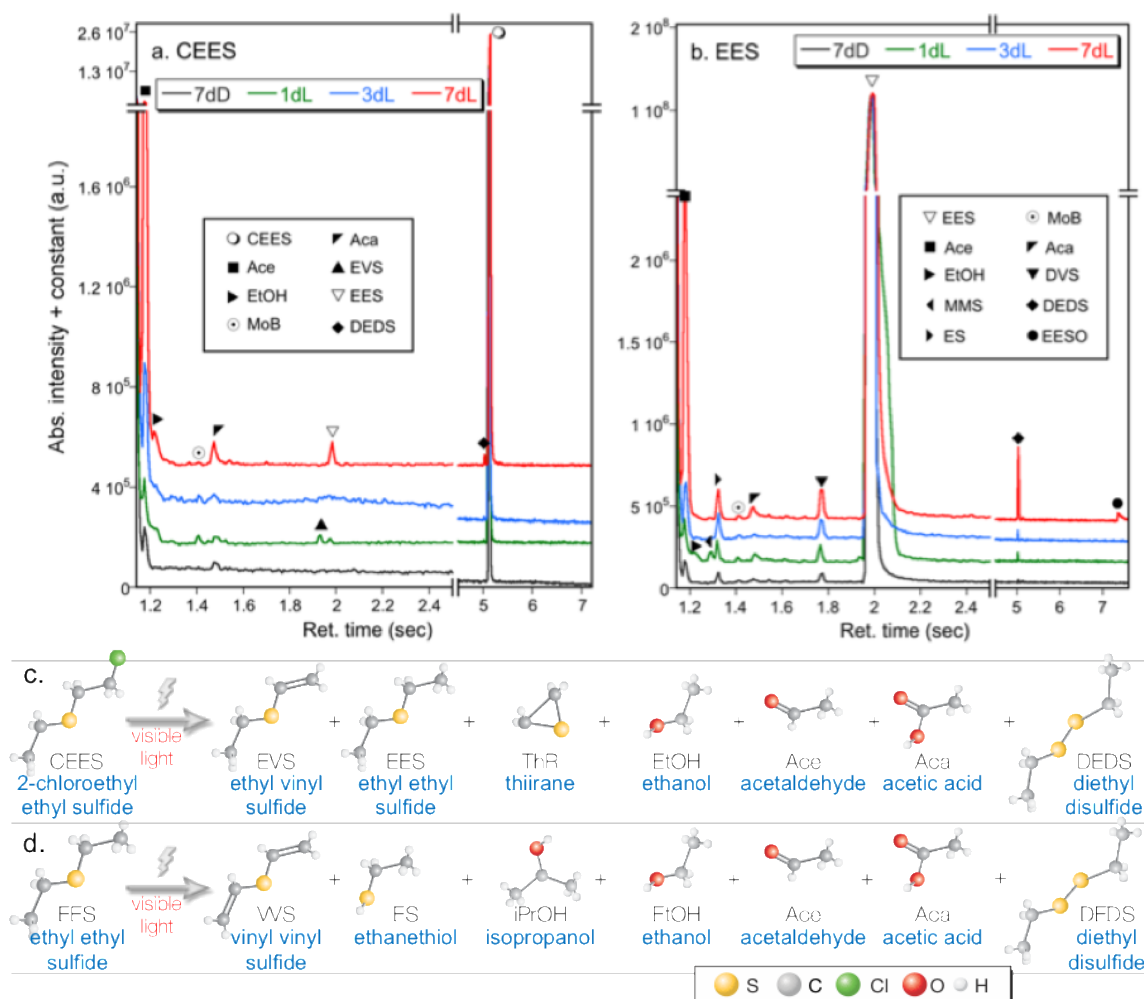 a. CEES
7dD 1dL 3dL 7dL
2.6 10⁷
1.3 10⁷
1.6 10⁶
1.2 10⁶
8 10⁵
4 10⁵
0
Abs. intensity + constant (a.u.)
CEES Aca
Ace EVS
EtOH EES
MoB DEDS
1.2 1.4 1.6 1.8 2 2.2 2.4 5 6 7
Ret. time (sec)
b. EES
7dD 1dL 3dL 7dL
2 10⁸
1 10⁸
2 10⁶
1.5 10⁶
1 10⁶
5 10⁵
0
EES MoB
Ace Aca
EtOH DVS
MMS DEDS
ES EESO
1.2 1.4 1.6 1.8 2 2.2 2.4 5 6 7
Ret. time (sec)
c.
visible
light
+ + + + + +
CEES EVS EES ThR EtOH Ace Aca DEDS
2-chloroethyl ethyl vinyl ethyl ethyl thiirane ethanol acetaldehyde acetic acid diethyl
ethyl sulfide sulfide sulfide disulfide
d.
visible
light
+ + + + + +
EES VVS ES iPrOH EtOH Ace Aca DEDS
ethyl ethyl vinyl vinyl ethanethiol isopropanol ethanol acetaldehyde acetic acid diethyl
sulfide sulfide disulfide
S C Cl O H